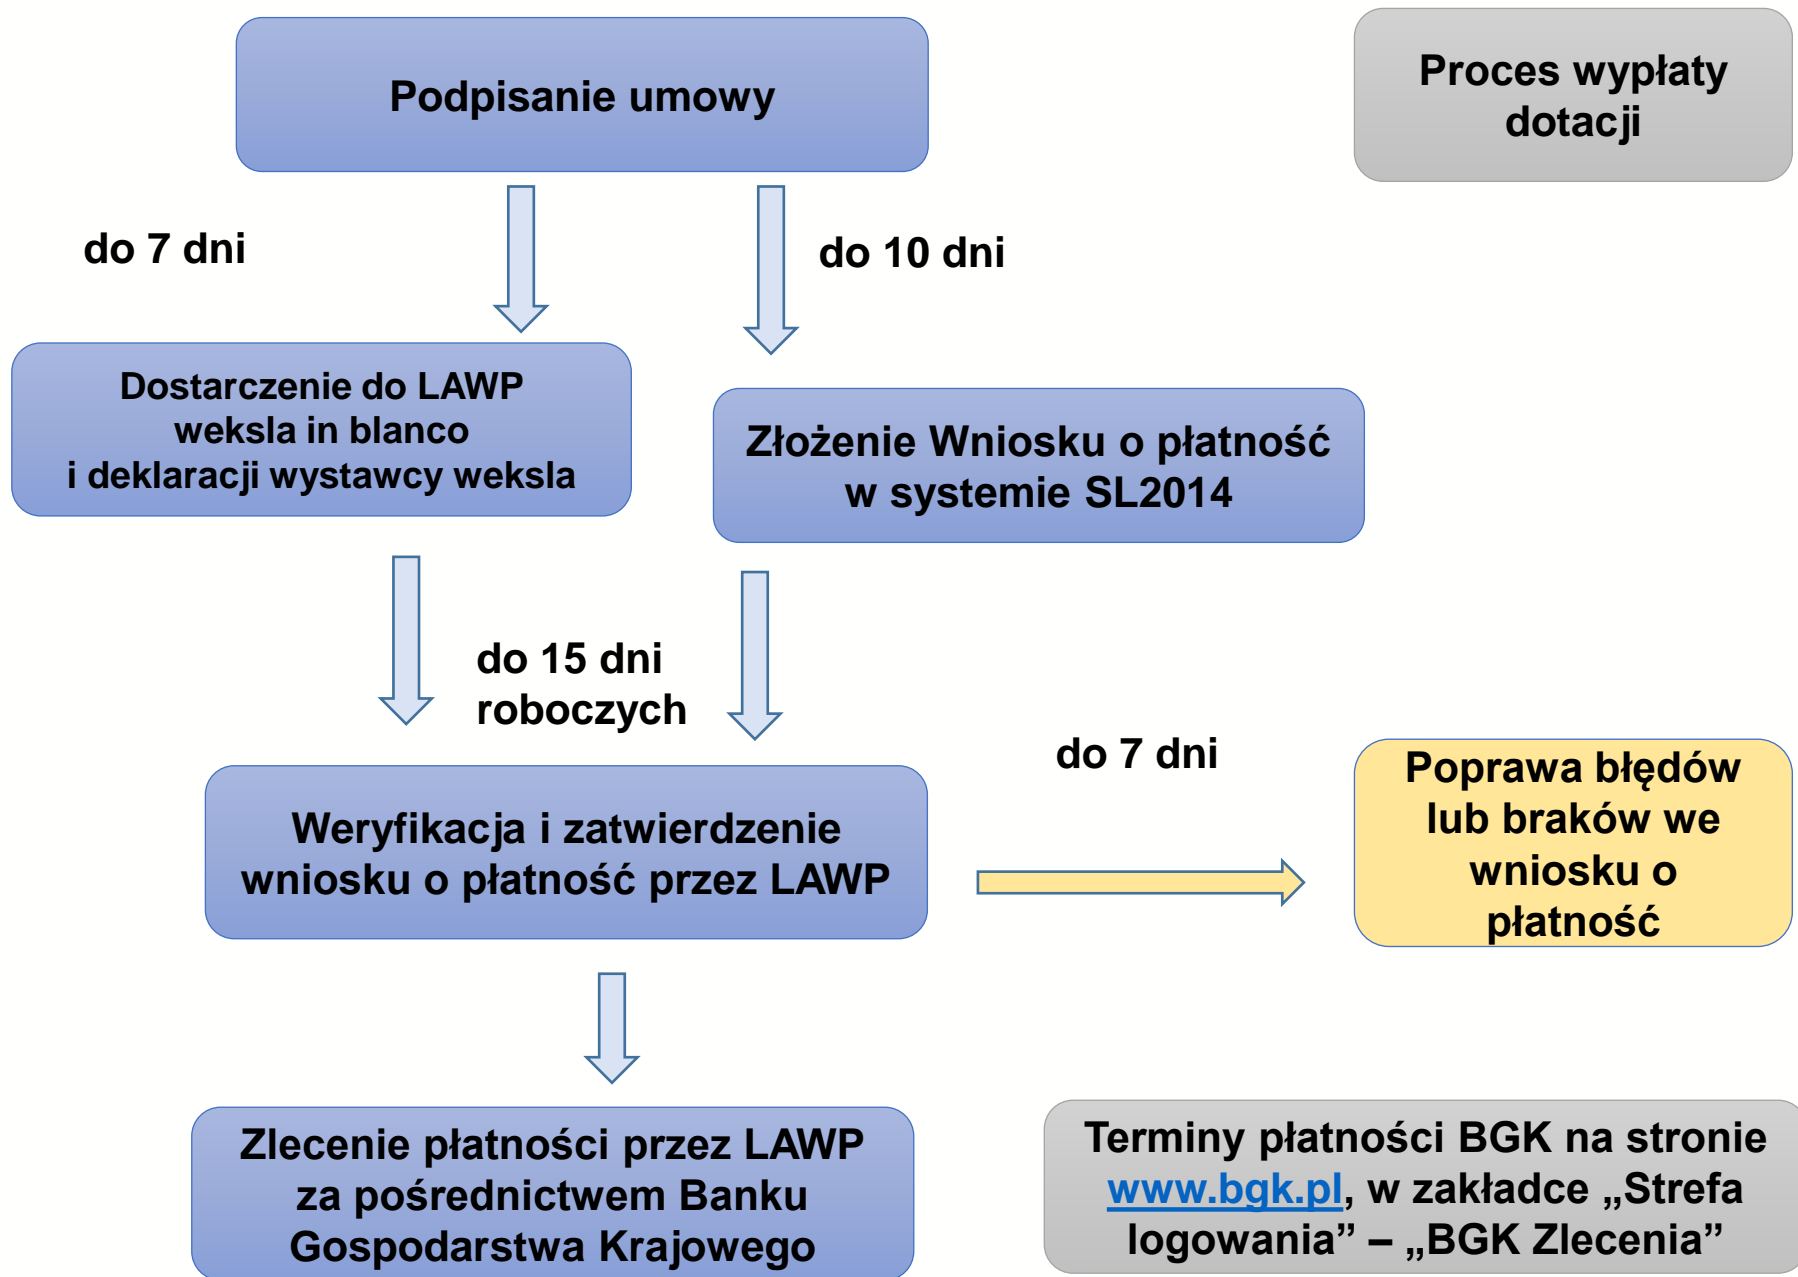 Podpisanie umowy
Proces wypłaty
dotacji
do 7 dni
do 10 dni
Dostarczenie do LAWP
weksla in blanco
i deklaracji wystawcy weksla
Złożenie Wniosku o płatność
w systemie SL2014
do 15 dni
roboczych
do 7 dni
Weryfikacja i zatwierdzenie
wniosku o płatność przez LAWP
Poprawa błędów
lub braków we
wniosku o
płatność
Zlecenie płatności przez LAWP
za pośrednictwem Banku
Gospodarstwa Krajowego
Terminy płatności BGK na stronie
www.bgk.pl, w zakładce „Strefa
logowania” – „BGK Zlecenia”